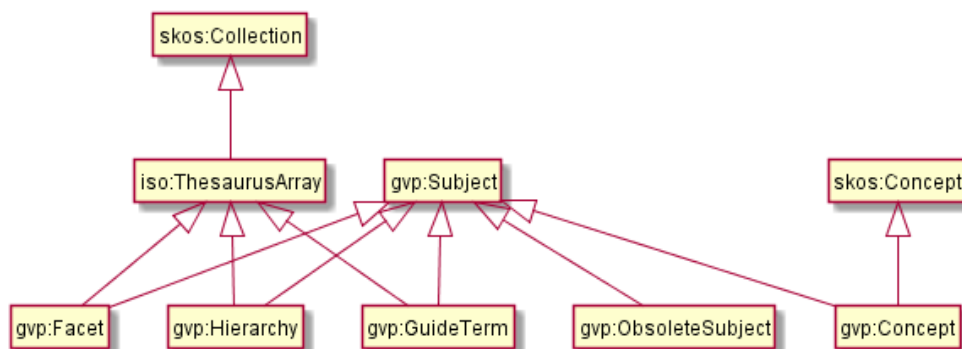 skos:Collection
iso:ThesaurusArray
gvp:Subject
skos:Concept
gvp:Facet
gvp:Hierarchy
gvp:GuideTerm
gvp:ObsoleteSubject
gvp:Concept